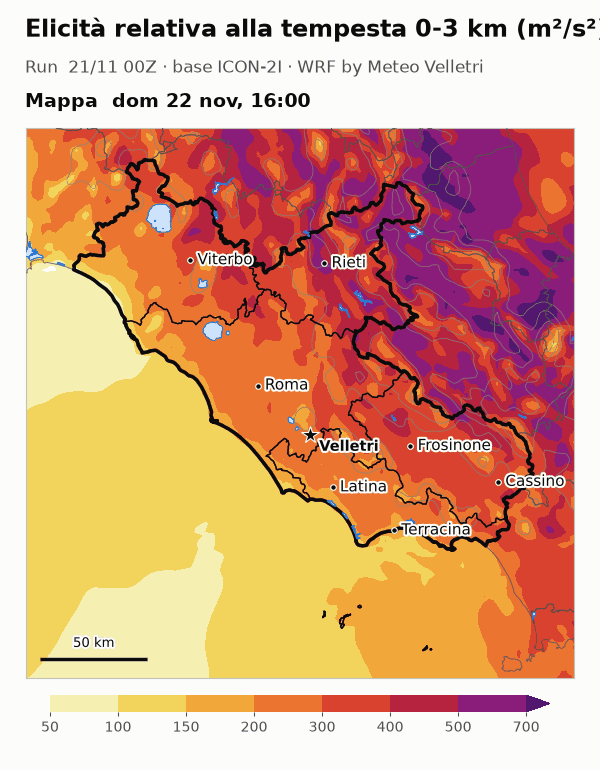 Elicità relativa alla tempesta 0-3 km (m²/s²)
Run 21/11 00Z · base ICON-2I · WRF by Meteo Velletri
Mappa dom 22 nov, 16:00
Viterbo
Rieti
Roma
Velletri
Frosinone
Latina
Cassino
Terracina
50 km
50 100 150 200 300 400 500 700